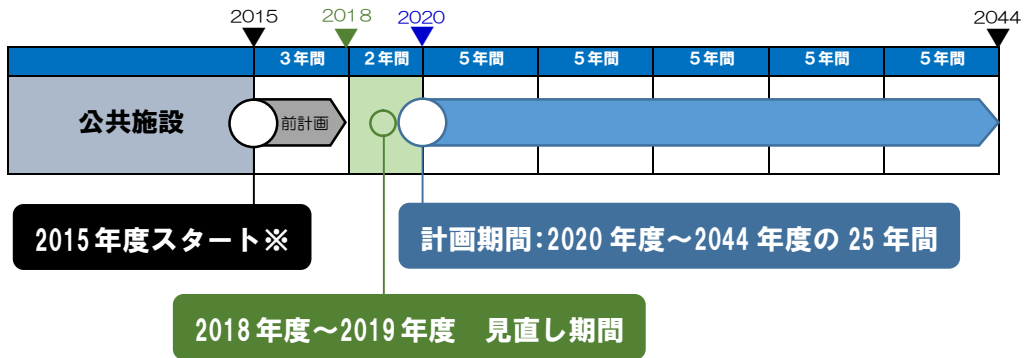 2015
2018
2020
2044
3年間
2年間
5年間
5年間
5年間
5年間
5年間
公共施設
前計画
2015年度スタート※
計画期間:2020年度～2044年度の25年間
2018年度～2019年度　見直し期間